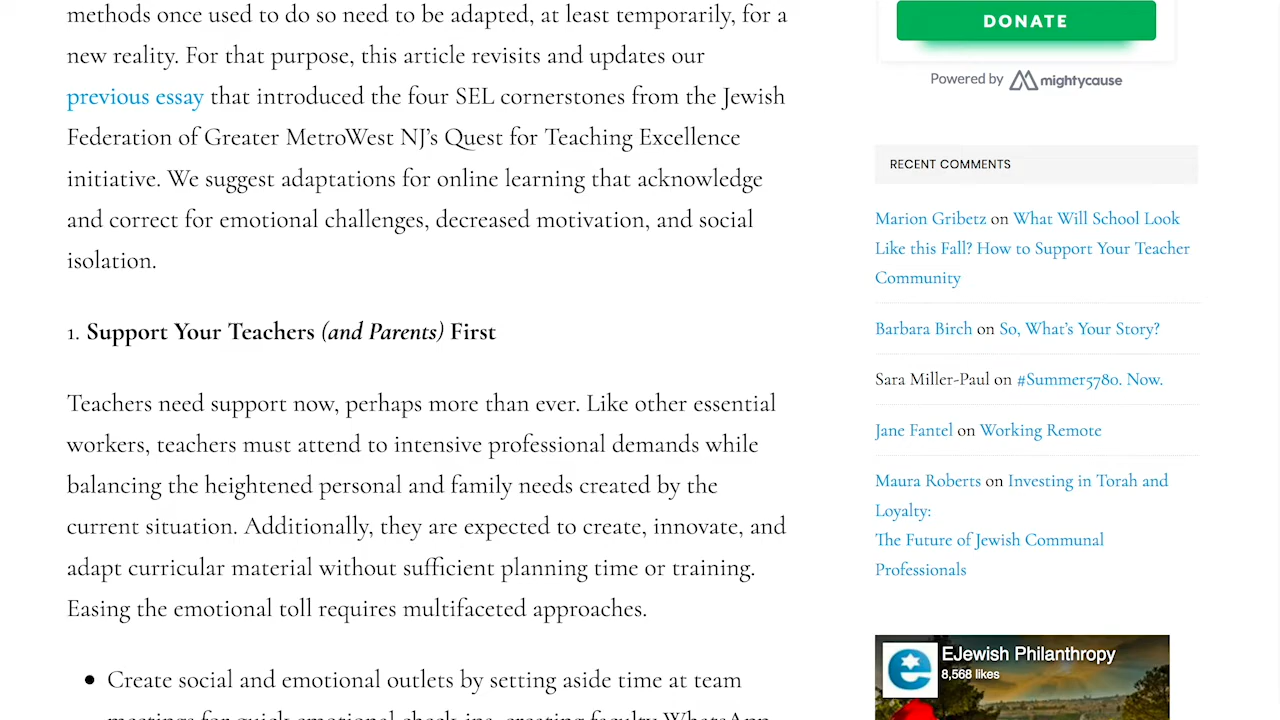 methods once used to do so need to be adapted, at least temporarily, for a
new reality. For that purpose, this article revisits and updates our
previous essay that introduced the four SEL cornerstones from the Jewish
Federation of Greater MetroWest NJ's Quest for Teaching Excellence
initiative. We suggest adaptations for online learning that acknowledge
and correct for emotional challenges, decreased motivation, and social
isolation.
1. Support Your Teachers (and Parents) First
Teachers need support now, perhaps more than ever. Like other essential
workers, teachers must attend to intensive professional demands while
balancing the heightened personal and family needs created by the
current situation. Additionally, they are expected to create, innovate, and
adapt curricular material without sufficient planning time or training.
Easing the emotional toll requires multifaceted approaches.
• Create social and emotional outlets by setting aside time at team
meetings for quick emotional check-ins, creating faculty WhatsApp
DONATE
Powered by mightycause
RECENT COMMENTS
Marion Gribetz on What Will School Look
Like this Fall? How to Support Your Teacher
Community
Barbara Birch on So, What's Your Story?
Sara Miller-Paul on #Summer5780. Now.
Jane Fantel on Working Remote
Maura Roberts on Investing in Torah and
Loyalty:
The Future of Jewish Communal
Professionals
EJewish Philanthropy
8,568 likes